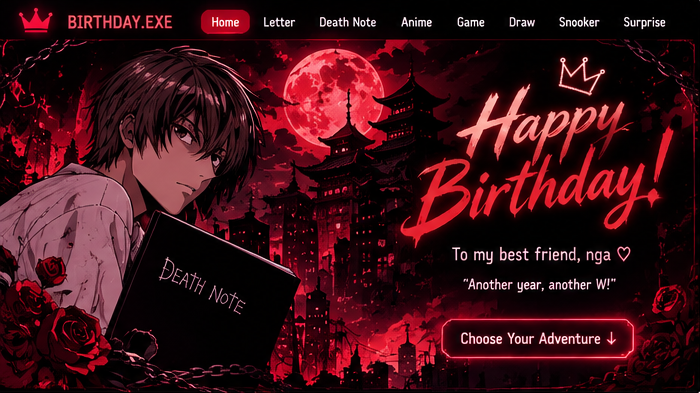 BIRTHDAY.EXE
Home Letter Death Note Anime Game Draw Snooker Surprise
Happy
Birthday!
To my best friend, nga ♡
"Another year, another W!"
Choose Your Adventure ↓
DEATH NOTE